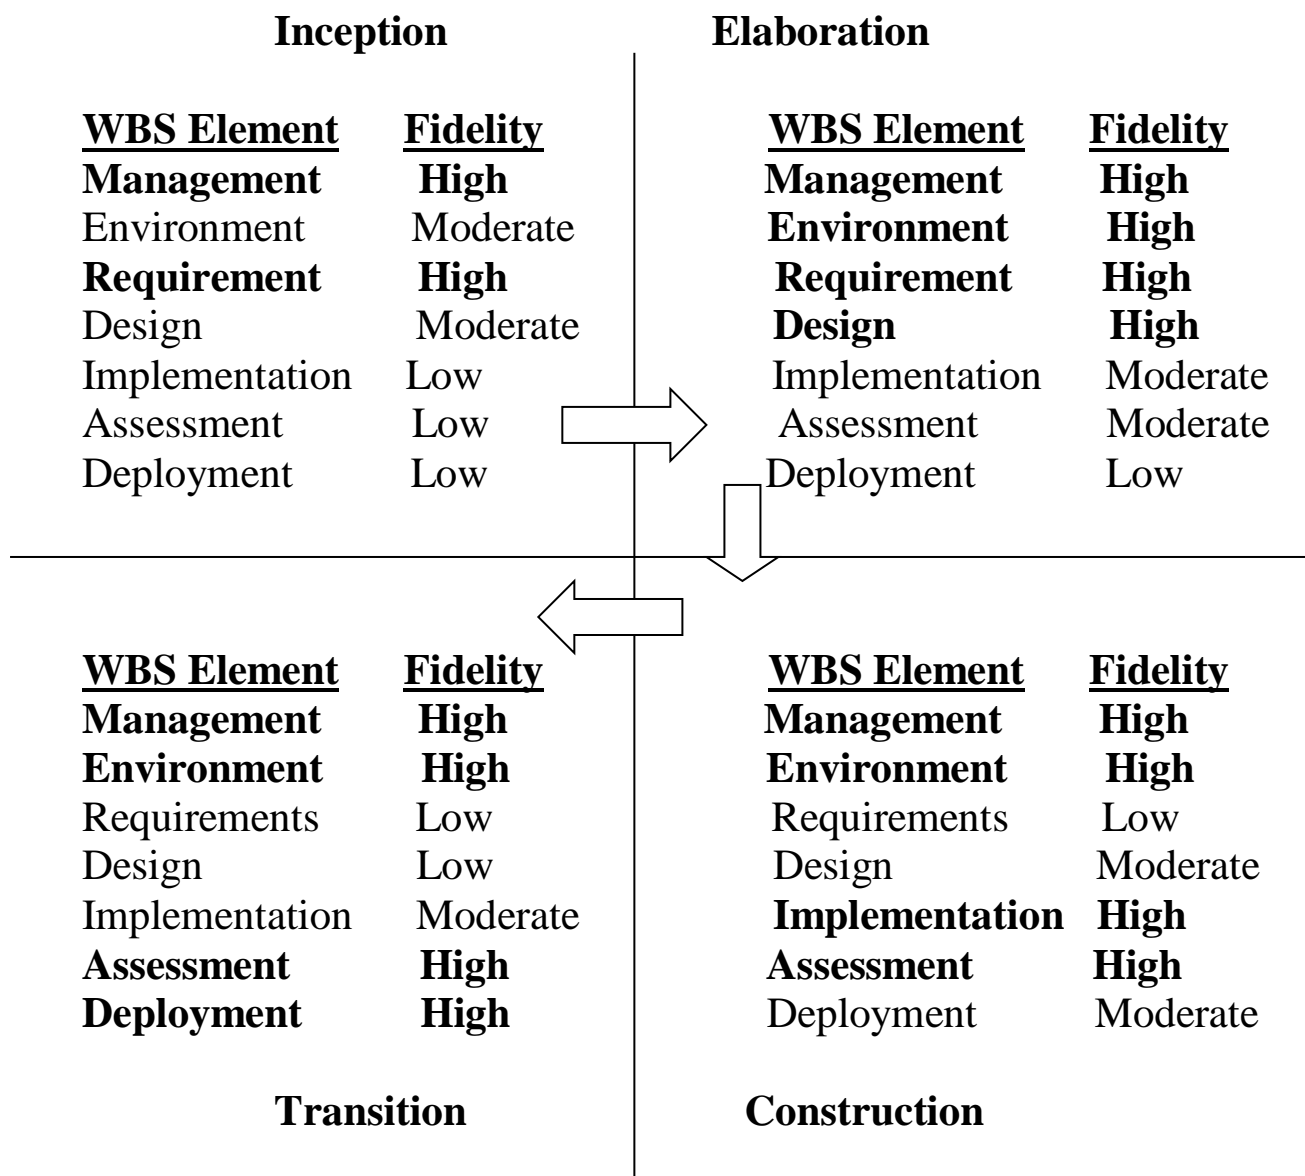 Inception
Elaboration
WBS Element Fidelity
Management High
Environment Moderate
Requirement High
Design Moderate
Implementation Low
Assessment Low
Deployment Low
WBS Element Fidelity
Management High
Environment High
Requirement High
Design High
Implementation Moderate
Assessment Moderate
Deployment Low
WBS Element Fidelity
Management High
Environment High
Requirements Low
Design Low
Implementation Moderate
Assessment High
Deployment High
WBS Element Fidelity
Management High
Environment High
Requirements Low
Design Moderate
Implementation High
Assessment High
Deployment Moderate
Transition
Construction